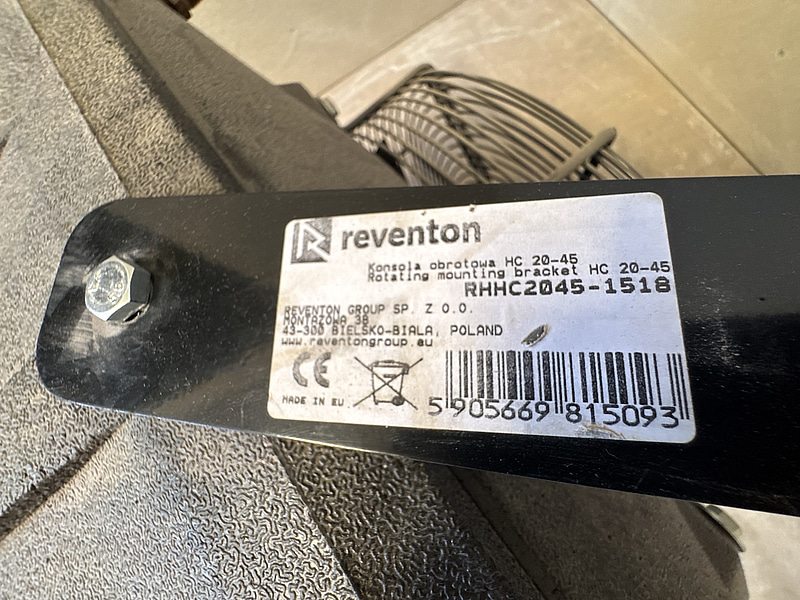 reventon
Konsola obrotowa HC 20-45
Rotating mounting bracket HC 20-45
RHHC2045-1518
REVENTON GROUP SP. Z O.O.
MONTAZOWA 38
43-300 BIELSKO-BIALA, POLAND
www.reventongroup.eu
CE
MADE IN EU
5 905669 815093